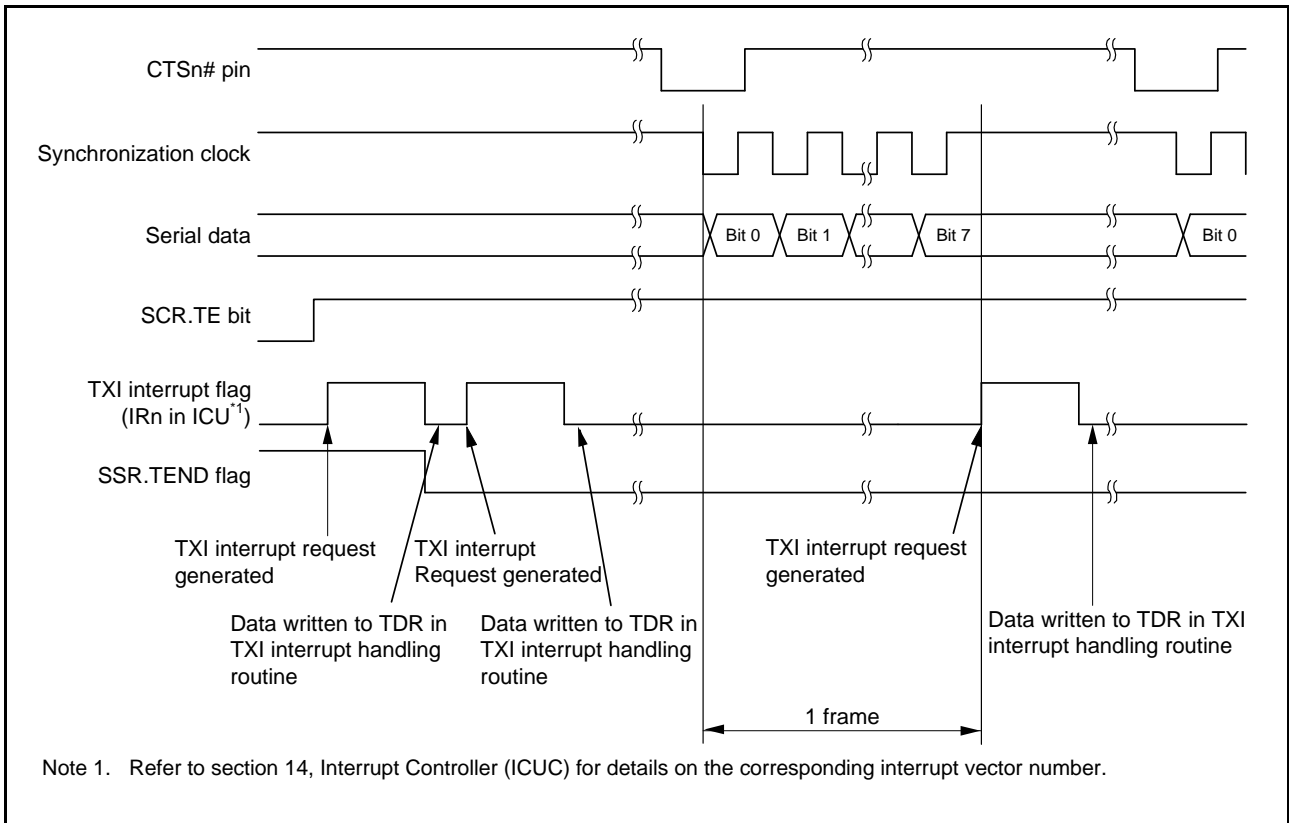 CTSn# pin
Synchronization clock
Serial data
Bit 0
Bit 1
Bit 7
Bit 0
SCR.TE bit
TXI interrupt flag
(IRn in ICU*1)
SSR.TEND flag
TXI interrupt request
generated
TXI interrupt
Request generated
TXI interrupt request
generated
Data written to TDR in
TXI interrupt handling
routine
Data written to TDR in
TXI interrupt handling
routine
Data written to TDR in TXI
interrupt handling routine
1 frame
Note 1. Refer to section 14, Interrupt Controller (ICUC) for details on the corresponding interrupt vector number.